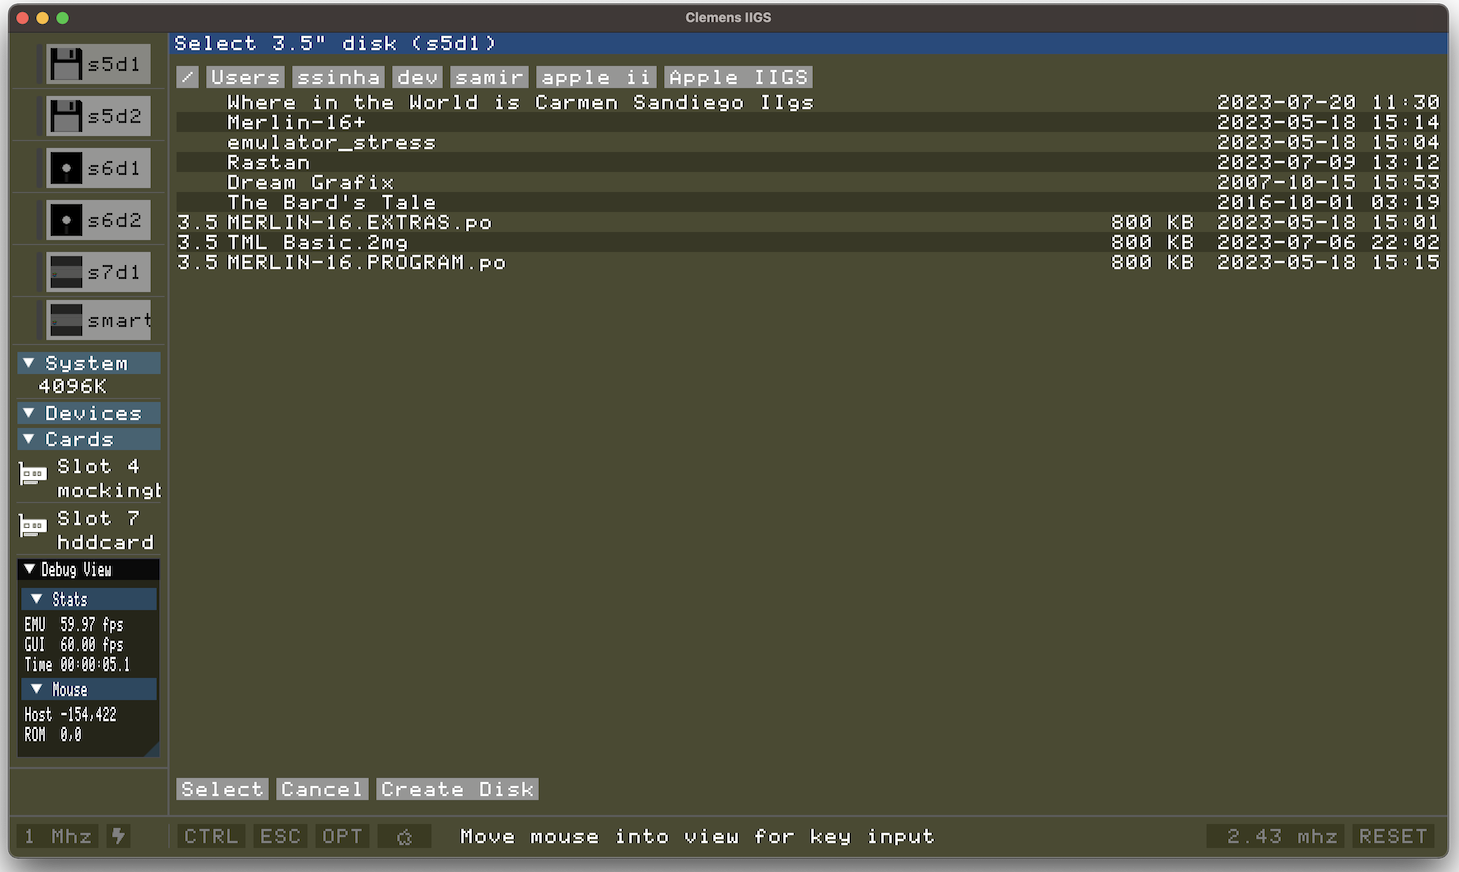 Clemens IIGS
s5d1
s5d2
s6d1
s6d2
s7d1
smart
System
4096K
Devices
Cards
Slot 4
mockingb
Slot 7
hddcard
Debug View
Stats
EMU 59.97 fps
GUI 60.00 fps
Time 00:00:05.1
Mouse
Host -154,422
ROM 0,0
Select 3.5" disk (s5d1)
/ Users ssinha dev samir apple ii Apple IIGS
Where in the World is Carmen Sandiego IIgs 2023-07-20 11:30
Merlin-16+ 2023-05-18 15:14
emulator_stress 2023-05-18 15:04
Rastan 2023-07-09 13:12
Dream Grafix 2007-10-15 15:53
The Bard's Tale 2016-10-01 03:19
3.5 MERLIN-16.EXTRAS.po 800 KB 2023-05-18 15:01
3.5 TML Basic.2mg 800 KB 2023-07-06 22:02
3.5 MERLIN-16.PROGRAM.po 800 KB 2023-05-18 15:15
Select Cancel Create Disk
1 Mhz CTRL ESC OPT Move mouse into view for key input 2.43 mhz RESET